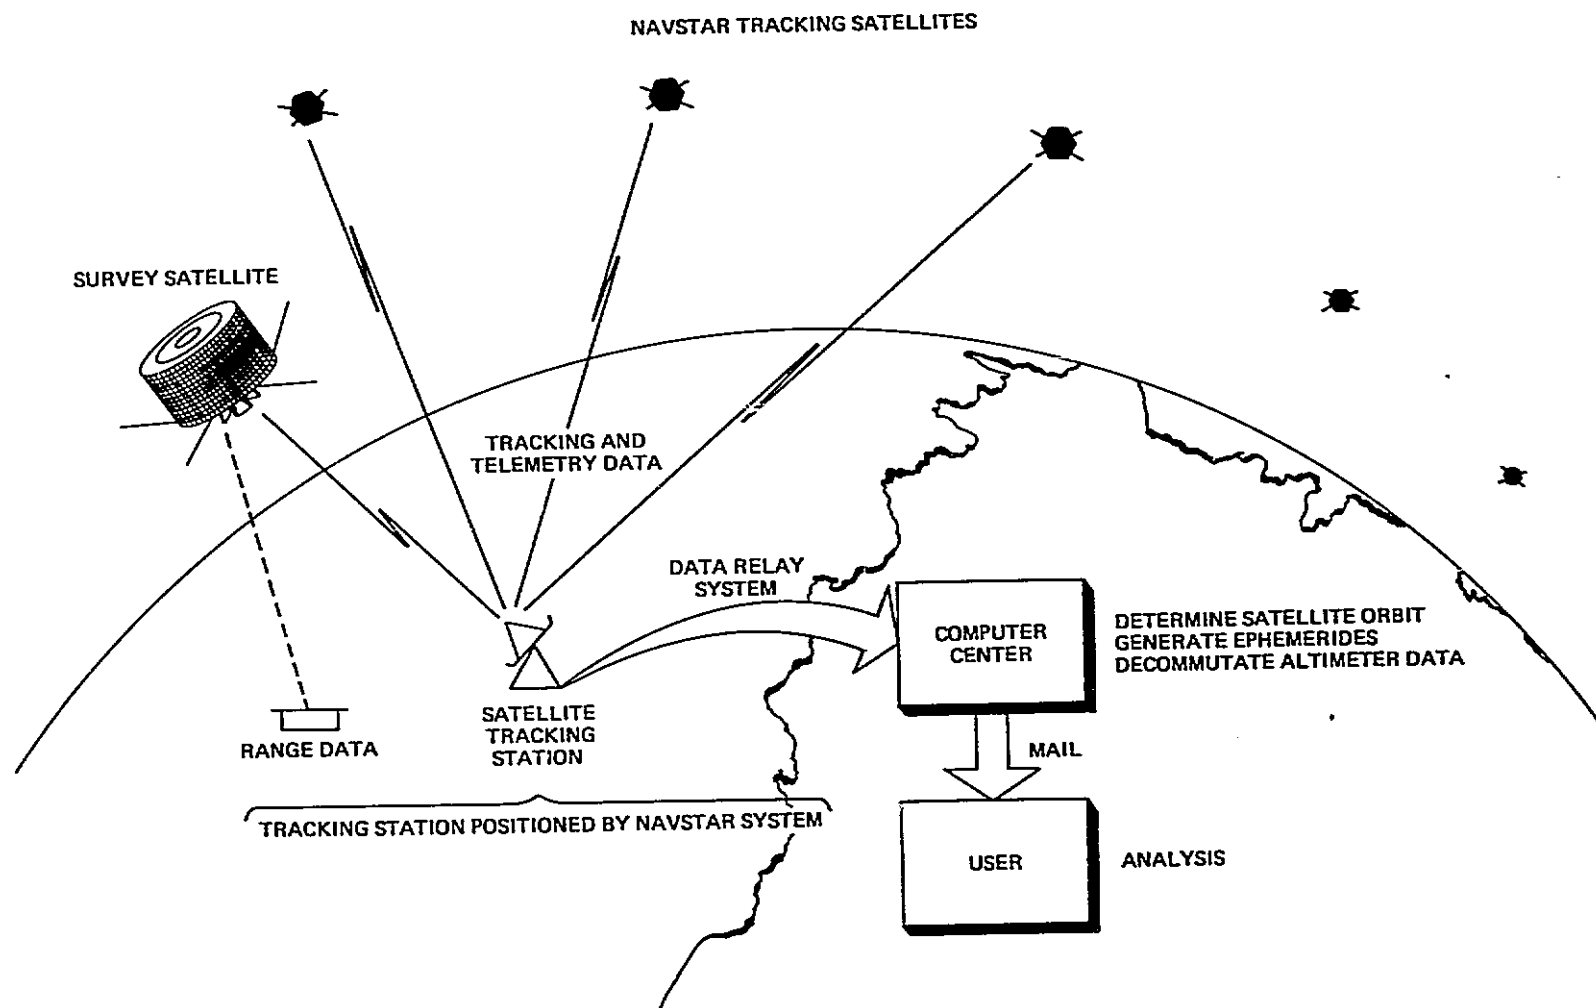 NAVSTAR TRACKING SATELLITES
SURVEY SATELLITE
TRACKING AND
TELEMETRY DATA
DATA RELAY
SYSTEM
COMPUTER
CENTER
DETERMINE SATELLITE ORBIT
GENERATE EPHEMERIDES
DECOMMUTATE ALTIMETER DATA
RANGE DATA
SATELLITE
TRACKING
STATION
MAIL
TRACKING STATION POSITIONED BY NAVSTAR SYSTEM
USER
ANALYSIS